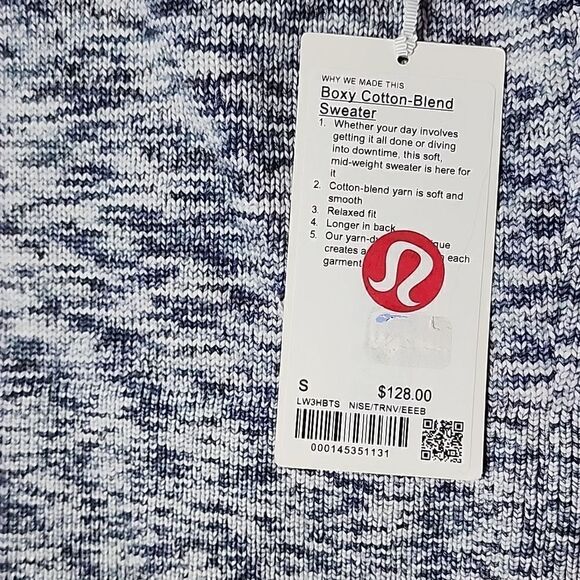 WHY WE MADE THIS
Boxy Cotton-Blend
Sweater
1. Whether your day involves
getting it all done or diving
into downtime, this soft,
mid-weight sweater is here for
it
2. Cotton-blend yarn is soft and
smooth
3. Relaxed fit
4. Longer in back
5. Our
creates each
garment
S $128.00
LW3HBTS NISE/TRNV/EEEB
000145351131